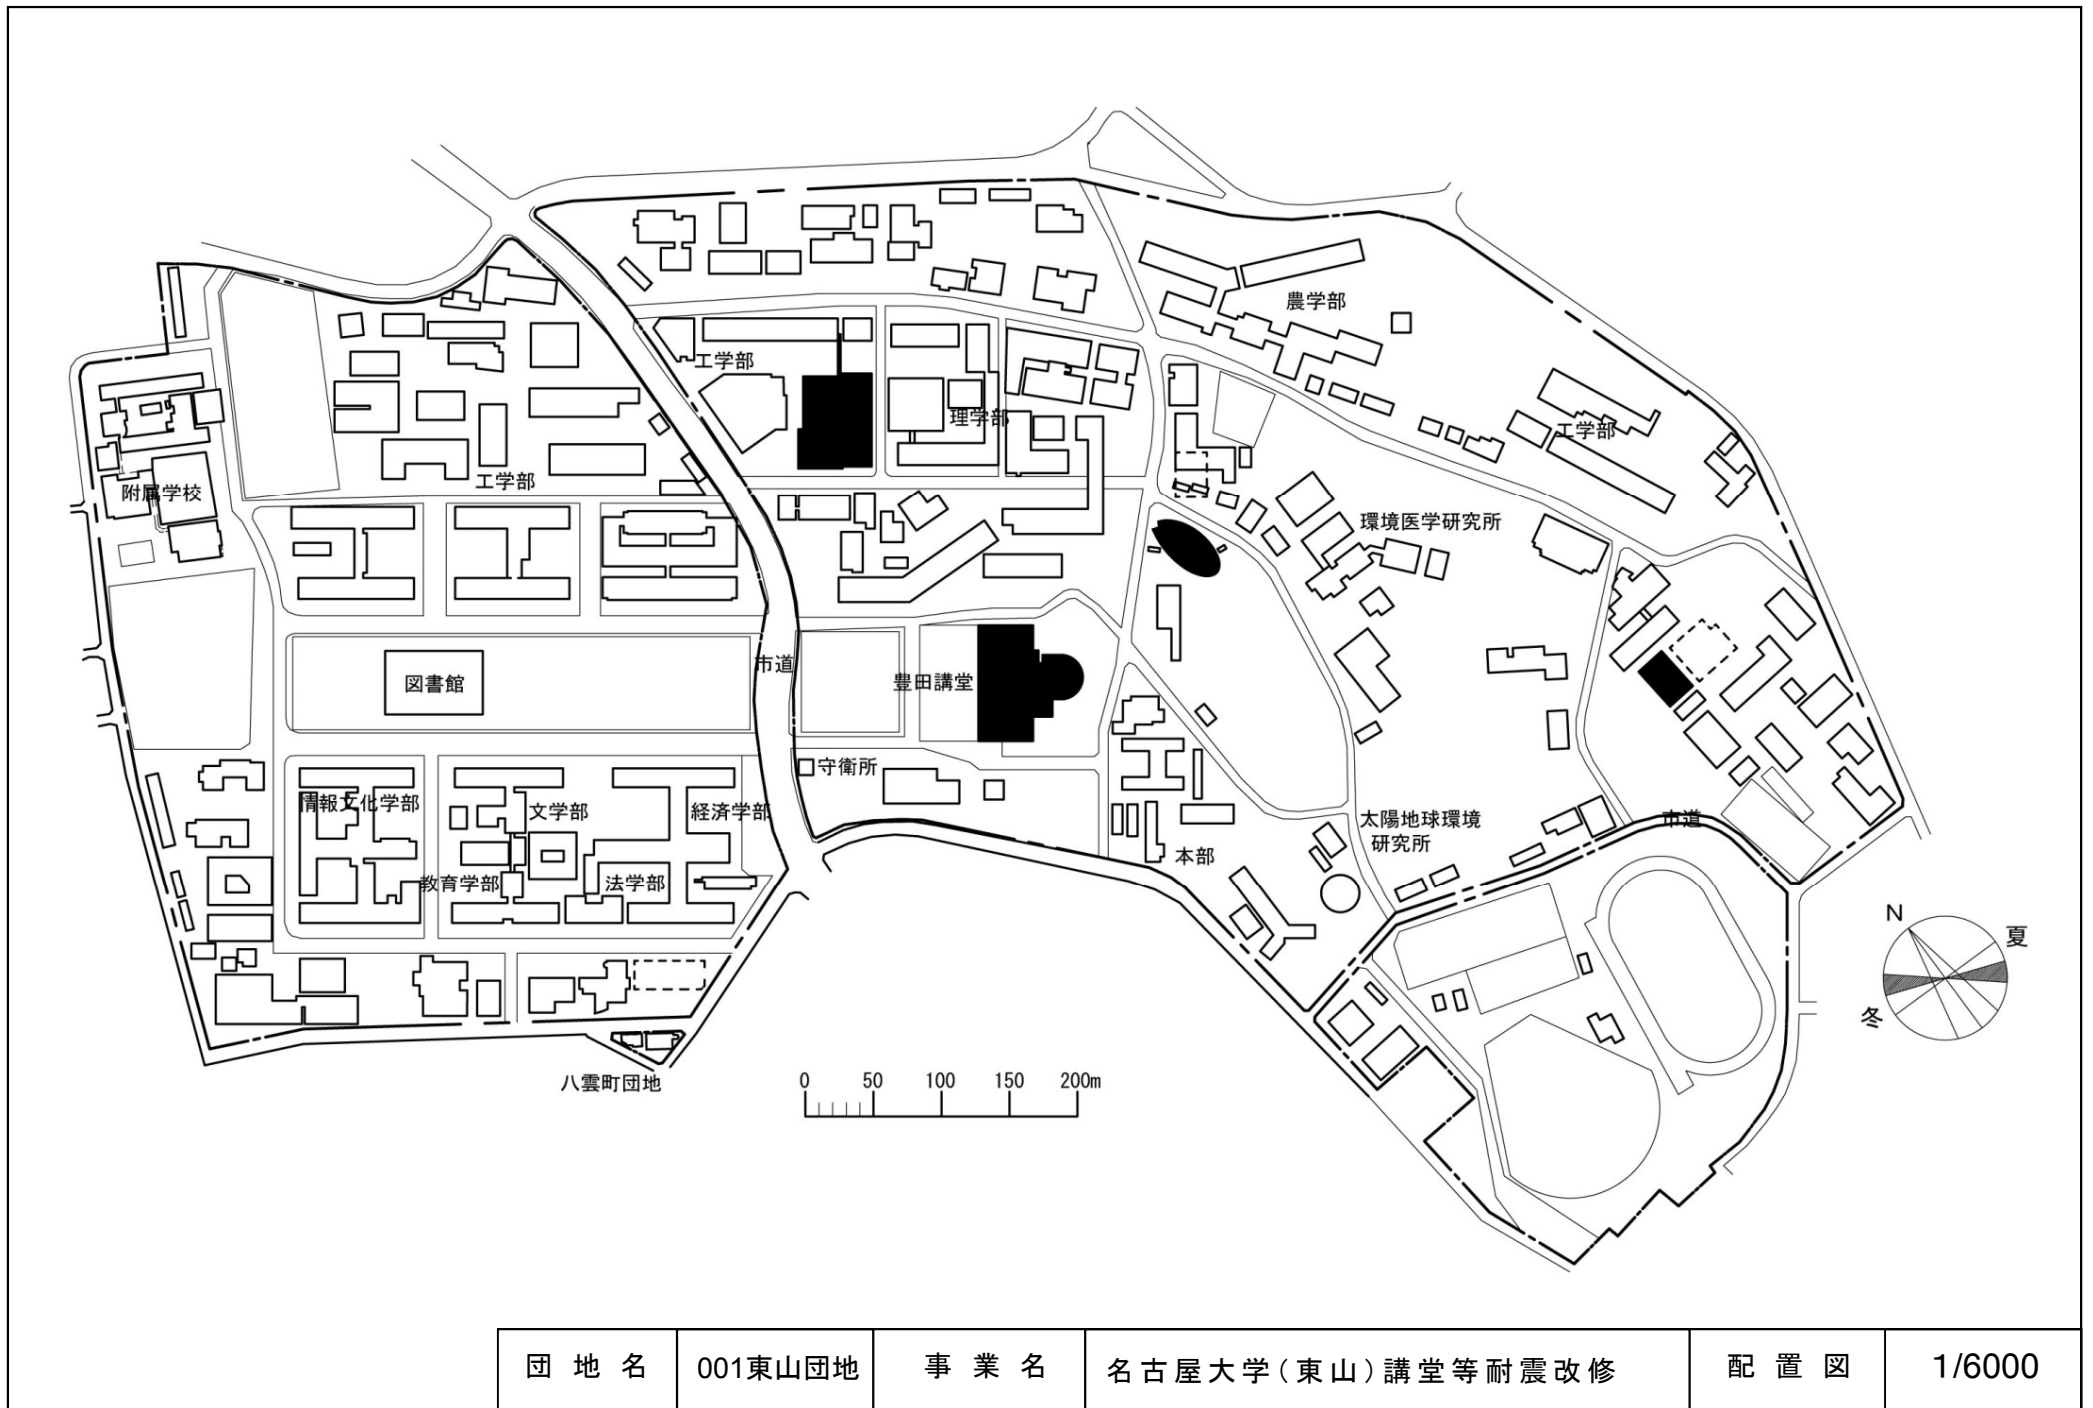 農学部
工学部
理学部
工学部
工学部
附属学校
環境医学研究所
市道
図書館
豊田講堂
守衛所
情報文化学部
文学部
経済学部
太陽地球環境
研究所
市道
本部
教育学部
法学部
N
夏
冬
八雲町団地
0 50 100 150 200m
団地名 001東山団地 事業名 名古屋大学(東山)講堂等耐震改修 配置図 1/6000